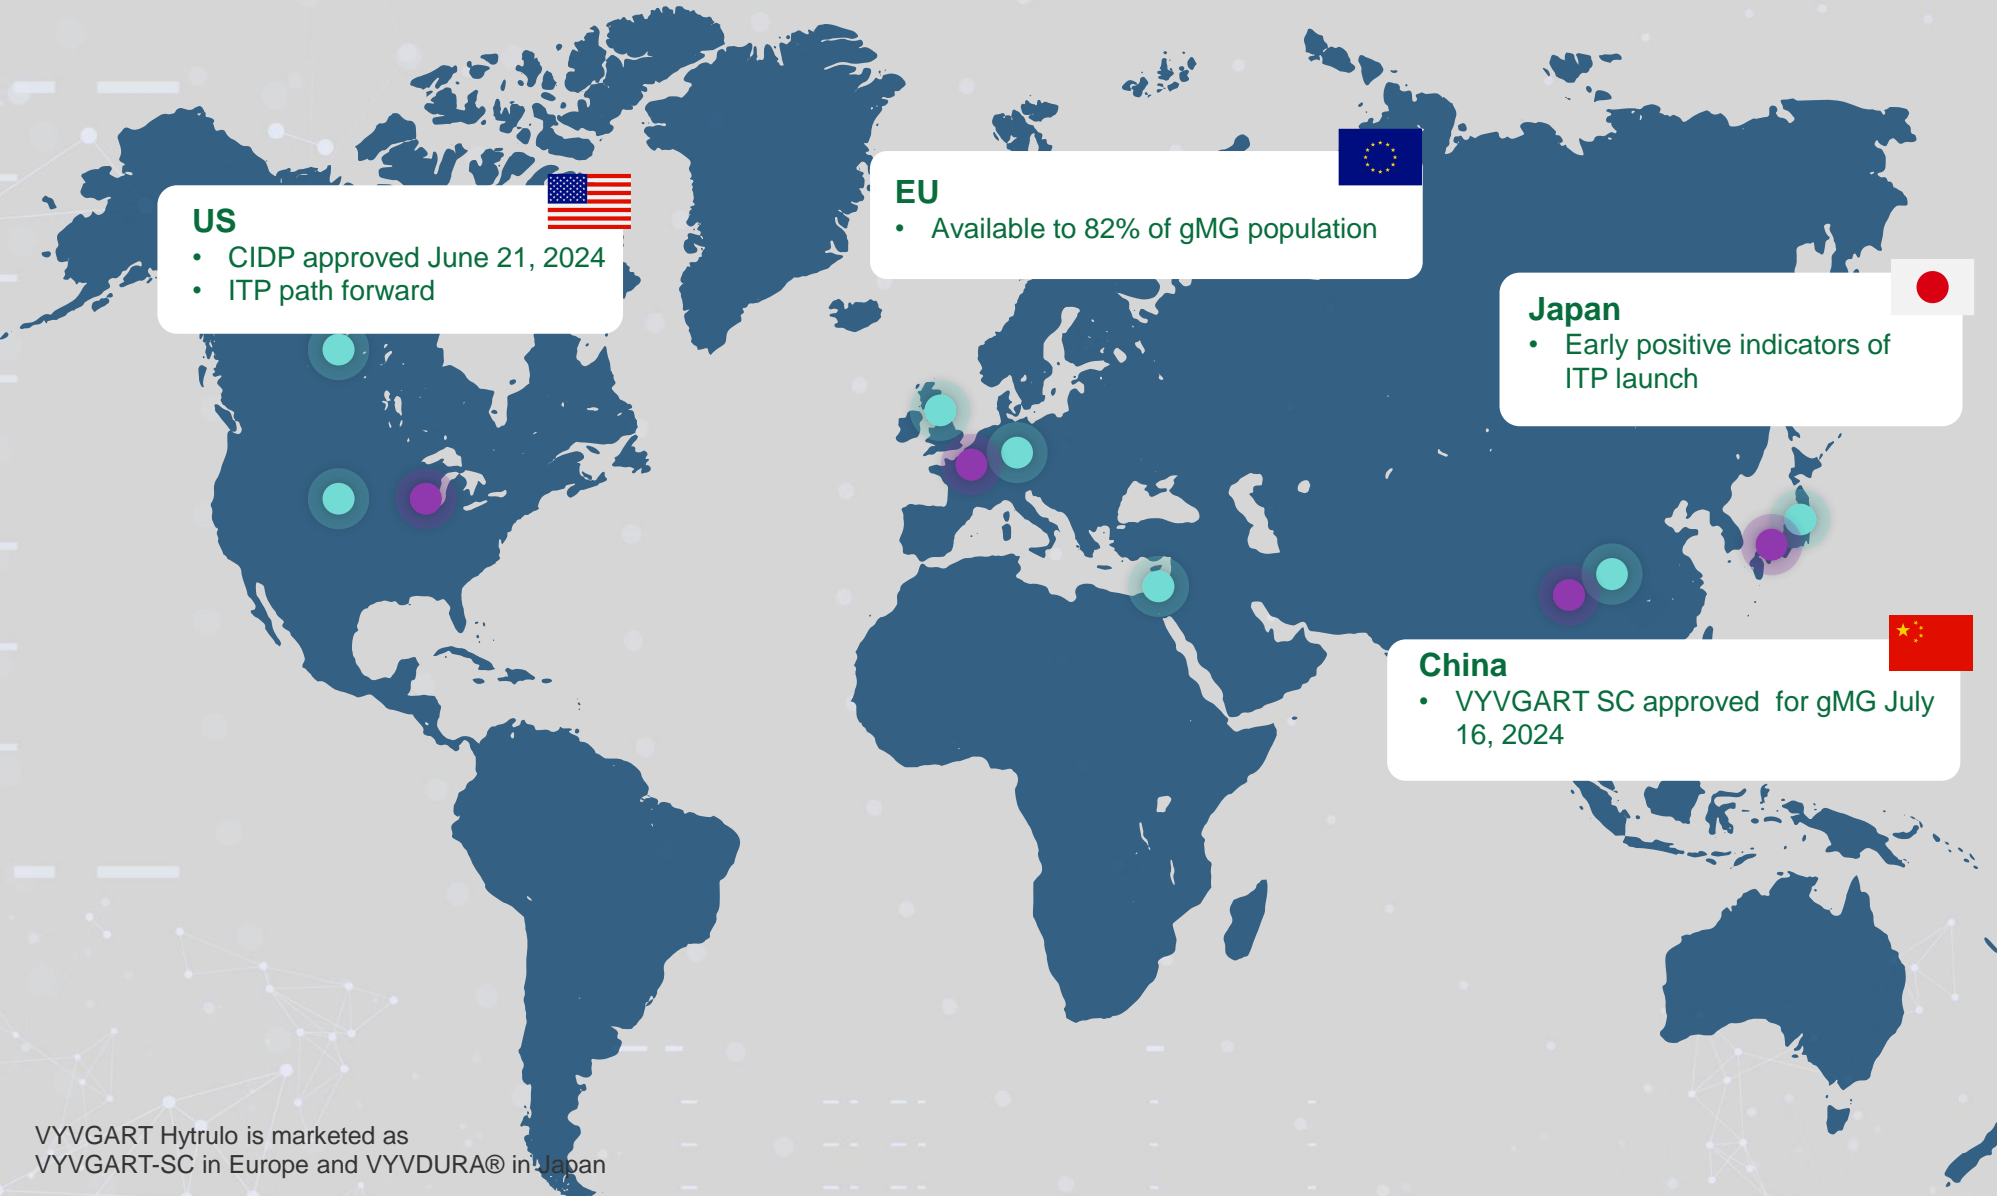 US
• CIDP approved June 21, 2024
• ITP path forward
EU
• Available to 82% of gMG population
Japan
• Early positive indicators of
ITP launch
China
• VYVGART SC approved  for gMG July
16, 2024
VYVGART Hytrulo is marketed as
VYVGART-SC in Europe and VYVDURA® in Japan